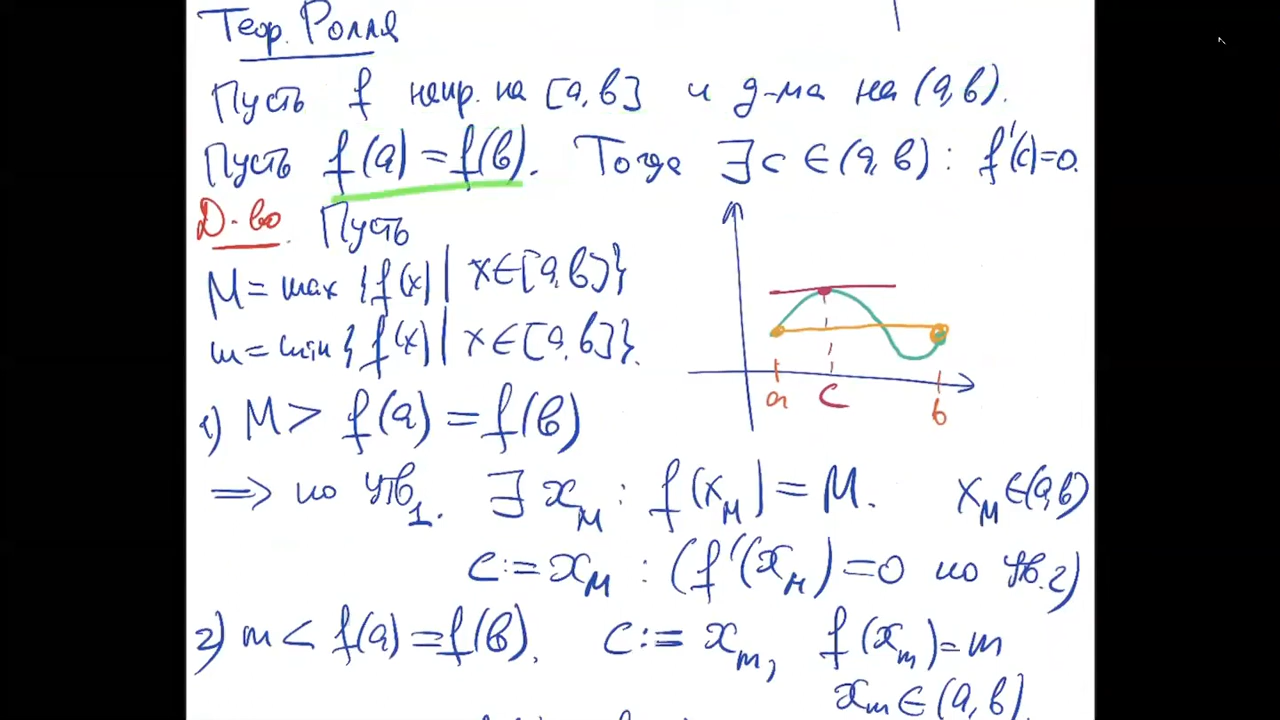 Теор. Ролля
Пусть f непр. на [a, b] и д-ма на (a, b).
Пусть f(a) = f(b). Тогда ∃ c ∈ (a, b) : f'(c)=0.
Д-во. Пусть
M = max {f(x) | x ∈ [a, b]}
m = min {f(x) | x ∈ [a, b]}.
a c b
1) M > f(a) = f(b)
⟹ по утв 1. ∃ x_M : f(x_M) = M. x_M ∈ (a, b)
c := x_M : (f'(x_M) = 0 по утв. 2)
2) m < f(a) = f(b). c := x_m, f(x_m) = m
x_m ∈ (a, b).